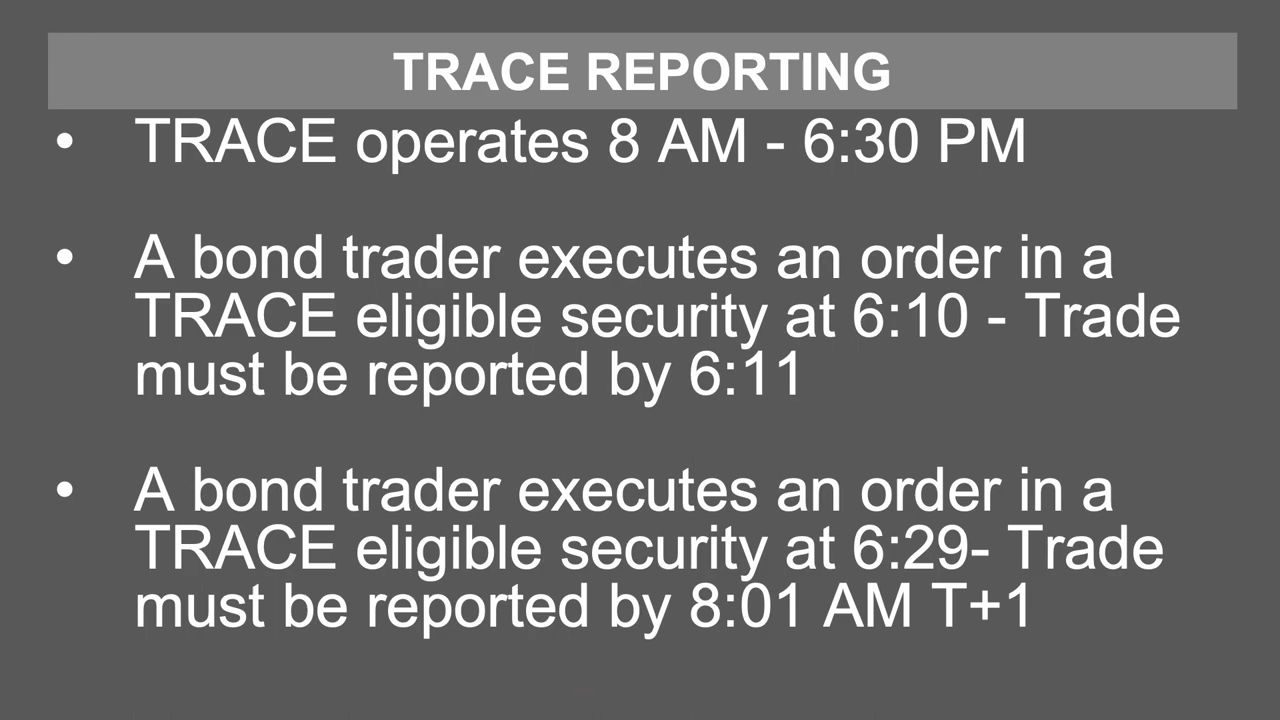 TRACE REPORTING
• TRACE operates 8 AM - 6:30 PM
• A bond trader executes an order in a
TRACE eligible security at 6:10 - Trade
must be reported by 6:11
• A bond trader executes an order in a
TRACE eligible security at 6:29- Trade
must be reported by 8:01 AM T+1